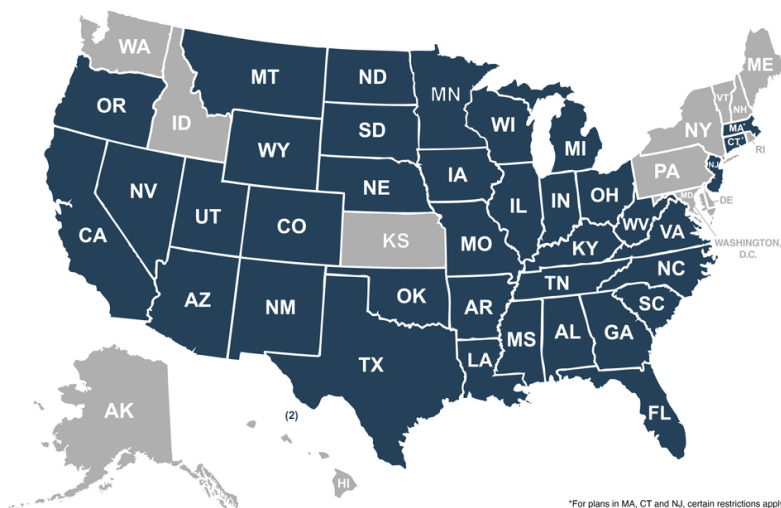 WA
MT
ND
MN
ME
VT
NH
OR
ID
SD
WI
MI
NY
MA*
CT*
RI
WY
IA
PA
NJ
NE
NV
UT
CO
IL
IN
OH
MD
DE
WV
VA
CA
KS
MO
KY
WASHINGTON,
D.C.
NC
TN
AZ
NM
OK
AR
SC
MS
AL
GA
LA
TX
FL
AK
(2)
HI
*For plans in MA, CT and NJ, certain restrictions apply